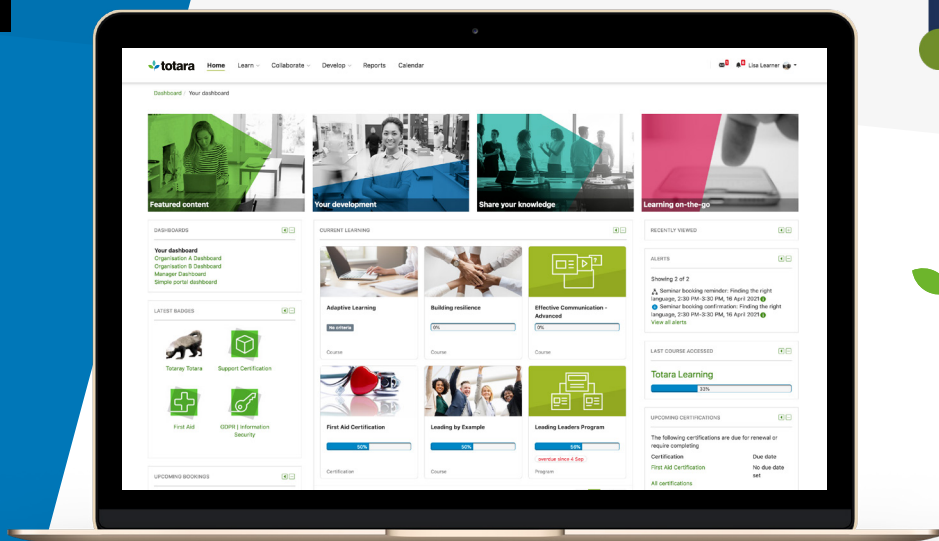 totara Home Learn Collaborate Develop Reports Calendar Lisa Learner
Dashboard / Your dashboard
Featured content
Your development
Share your knowledge
Learning on-the-go
DASHBOARDS
Your dashboard
Organisation A Dashboard
Organisation B Dashboard
Manager Dashboard
Simple portal dashboard
LATEST BADGES
Totaray Totara
Support Certification
First Aid
GDPR | Information
Security
UPCOMING BOOKINGS
CURRENT LEARNING
Adaptive Learning
No criteria
Course
Building resilience
0%
Course
Effective Communication -
Advanced
0%
Course
First Aid Certification
50%
Certification
Leading by Example
50%
Course
Leading Leaders Program
overdue since 4 Sep
Program
RECENTLY VIEWED
ALERTS
Showing 2 of 2
Seminar booking reminder: Finding the right
language, 2:30 PM-3:30 PM, 16 April 2021
Seminar booking confirmation: Finding the right
language, 2:30 PM-3:30 PM, 16 April 2021
View all alerts
LAST COURSE ACCESSED
Totara Learning
33%
UPCOMING CERTIFICATIONS
The following certifications are due for renewal or
require completing
Certification Due date
First Aid Certification No due date
set
All certifications